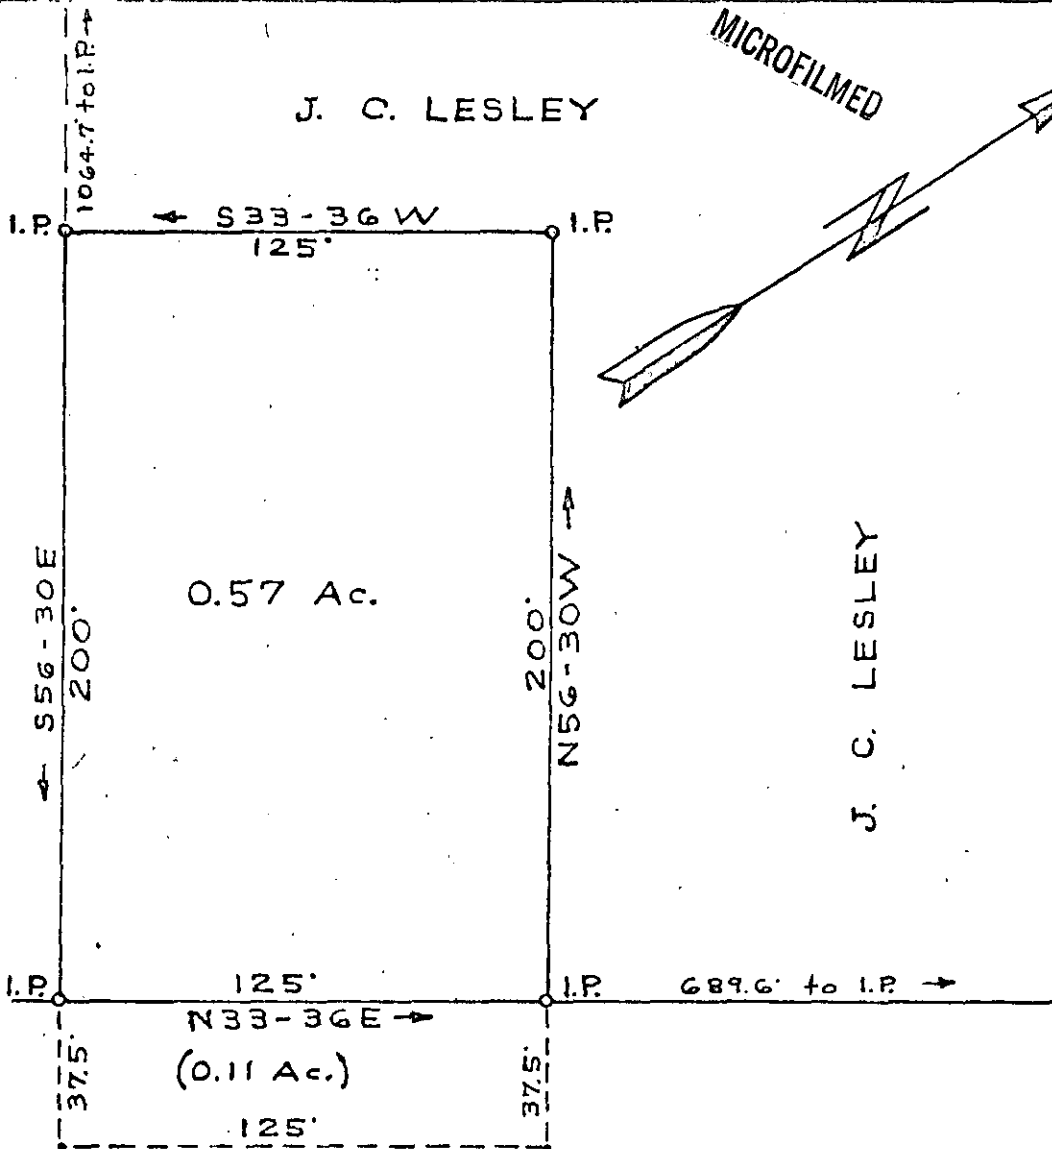 MICROFILMED
1064.7' to I.P. →
J. C. LESLEY
I.P.
← S33-36W
I.P.
125'
0.57 Ac.
← S56-30E
200'
200'
N56-30W →
J. C. LESLEY
I.P.
125'
I.P.
689.6' to I.P. →
N33-36E →
37.5'
(0.11 Ac.)
37.5'
125'